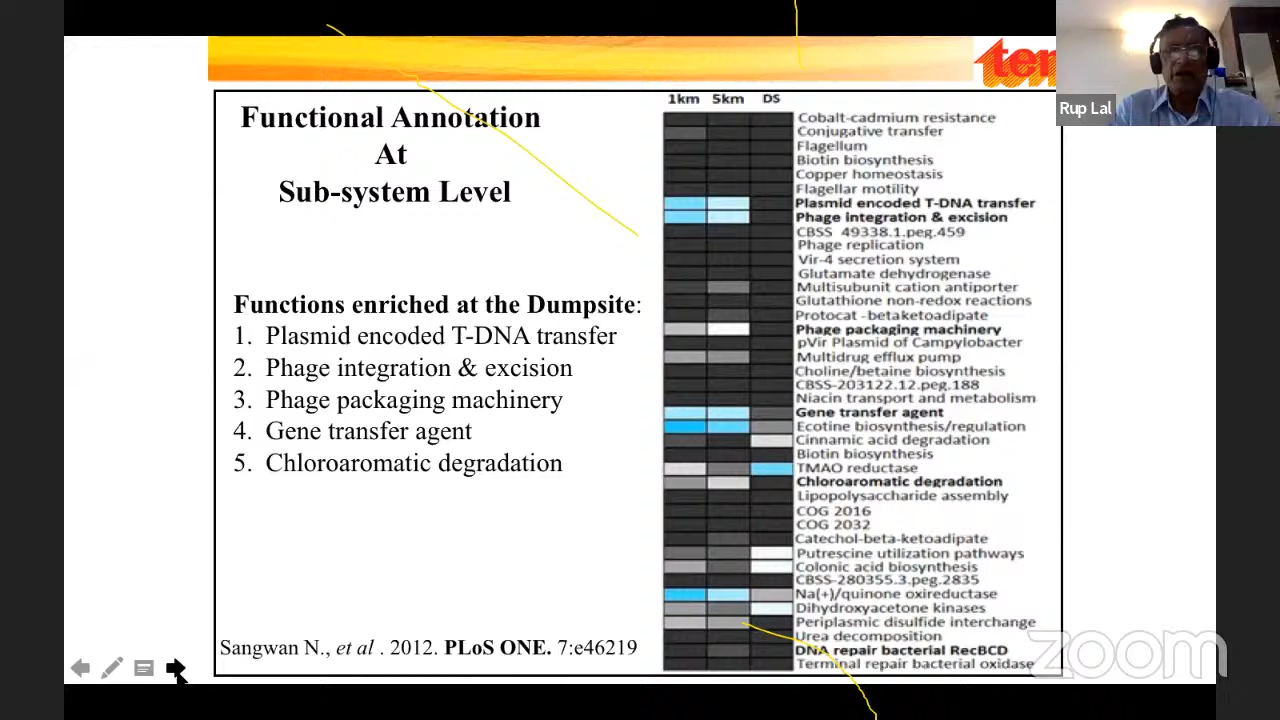 Functional Annotation
At
Sub-system Level
Functions enriched at the Dumpsite:
1. Plasmid encoded T-DNA transfer
2. Phage integration & excision
3. Phage packaging machinery
4. Gene transfer agent
5. Chloroaromatic degradation
Sangwan N., et al . 2012. PLoS ONE. 7:e46219
1km 5km DS
Cobalt-cadmium resistance
Conjugative transfer
Flagellum
Biotin biosynthesis
Copper homeostasis
Flagellar motility
Plasmid encoded T-DNA transfer
Phage integration & excision
CBSS 49338.1.peg.459
Phage replication
Vir-4 secretion system
Glutamate dehydrogenase
Multisubunit cation antiporter
Glutathione non-redox reactions
Protocat -betaketoadipate
Phage packaging machinery
pVir Plasmid of Campylobacter
Multidrug efflux pump
Choline/betaine biosynthesis
CBSS-203122.12.peg.188
Niacin transport and metabolism
Gene transfer agent
Ecotine biosynthesis/regulation
Cinnamic acid degradation
Biotin biosynthesis
TMAO reductase
Chloroaromatic degradation
Lipopolysaccharide assembly
COG 2016
COG 2032
Catechol-beta-ketoadipate
Putrescine utilization pathways
Colonic acid biosynthesis
CBSS-280355.3.peg.2835
Na(+)/quinone oxireductase
Dihydroxyacetone kinases
Periplasmic disulfide interchange
Urea decomposition
DNA repair bacterial RecBCD
Terminal repair bacterial oxidase
Rup Lal
zoom